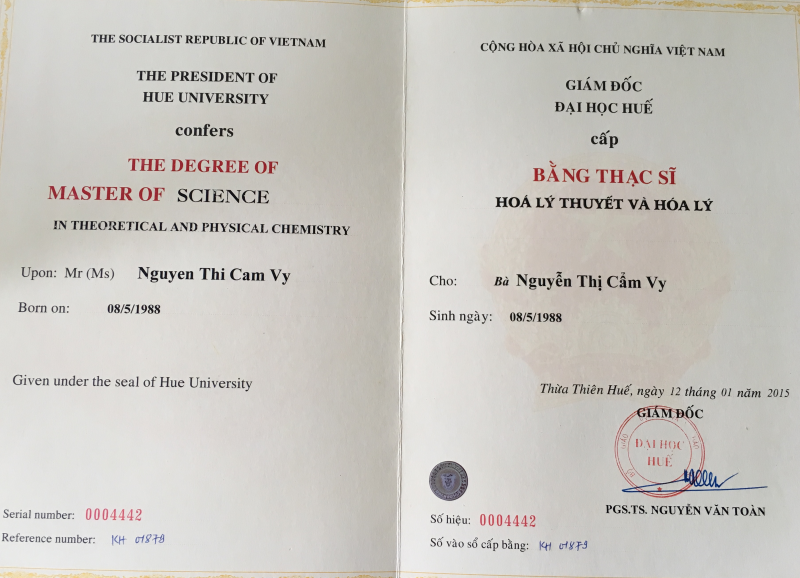 THE SOCIALIST REPUBLIC OF VIETNAM
THE PRESIDENT OF
HUE UNIVERSITY
confers
THE DEGREE OF
MASTER OF SCIENCE
IN THEORETICAL AND PHYSICAL CHEMISTRY
Upon: Mr (Ms) Nguyen Thi Cam Vy
Born on: 08/5/1988
Given under the seal of Hue University
Serial number: 0004442
Reference number: KH 01879
CỘNG HÒA XÃ HỘI CHỦ NGHĨA VIỆT NAM
GIÁM ĐỐC
ĐẠI HỌC HUẾ
cấp
BẰNG THẠC SĨ
HOÁ LÝ THUYẾT VÀ HÓA LÝ
Cho: Bà Nguyễn Thị Cẩm Vy
Sinh ngày: 08/5/1988
Thừa Thiên Huế, ngày 12 tháng 01 năm 2015
GIÁM ĐỐC
ĐẠI HỌC
HUẾ
PGS.TS. NGUYỄN VĂN TOÀN
Số hiệu: 0004442
Số vào sổ cấp bằng: KH 01879